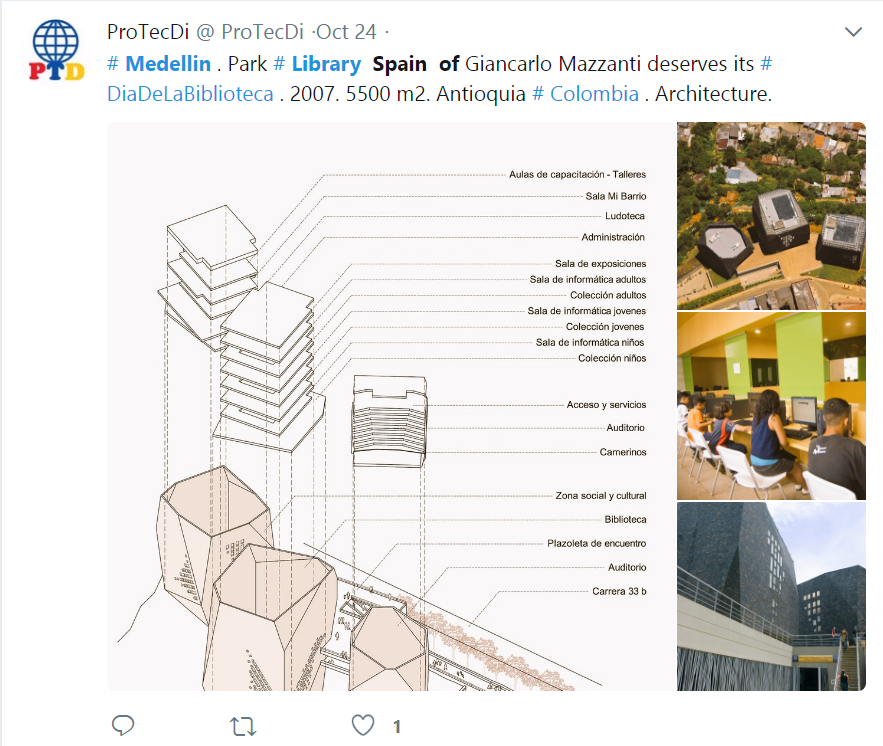 PTD
ProTecDi @ ProTecDi ·Oct 24 ·
# Medellin . Park # Library Spain of Giancarlo Mazzanti deserves its #
DiaDeLaBiblioteca . 2007. 5500 m2. Antioquia # Colombia . Architecture.
Aulas de capacitación - Talleres
Sala Mi Barrio
Ludoteca
Administración
Sala de exposiciones
Sala de informática adultos
Colección adultos
Sala de informática jovenes
Colección jovenes
Sala de informática niños
Colección niños
Acceso y servicios
Auditorio
Camerinos
Zona social y cultural
Biblioteca
Plazoleta de encuentro
Auditorio
Carrera 33 b
1